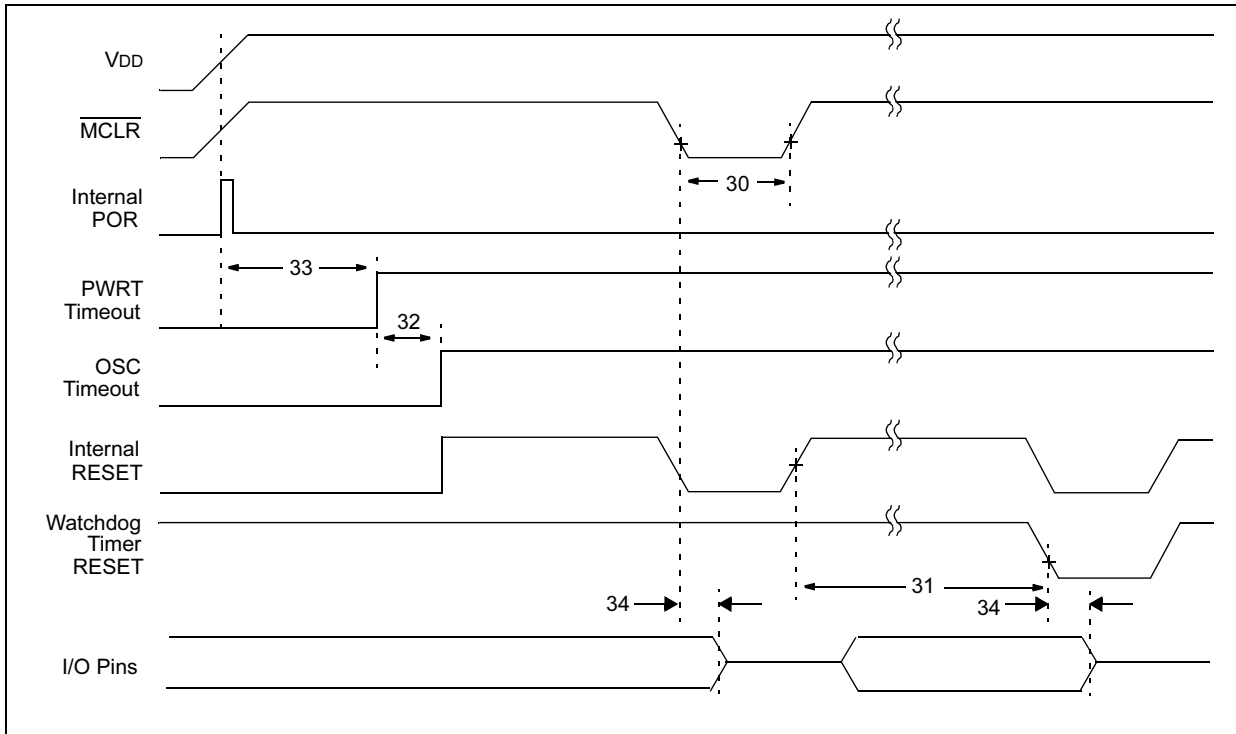 VDD
MCLR
30
Internal
POR
33
PWRT
Timeout
32
OSC
Timeout
Internal
RESET
Watchdog
Timer
RESET
31
34
34
I/O Pins